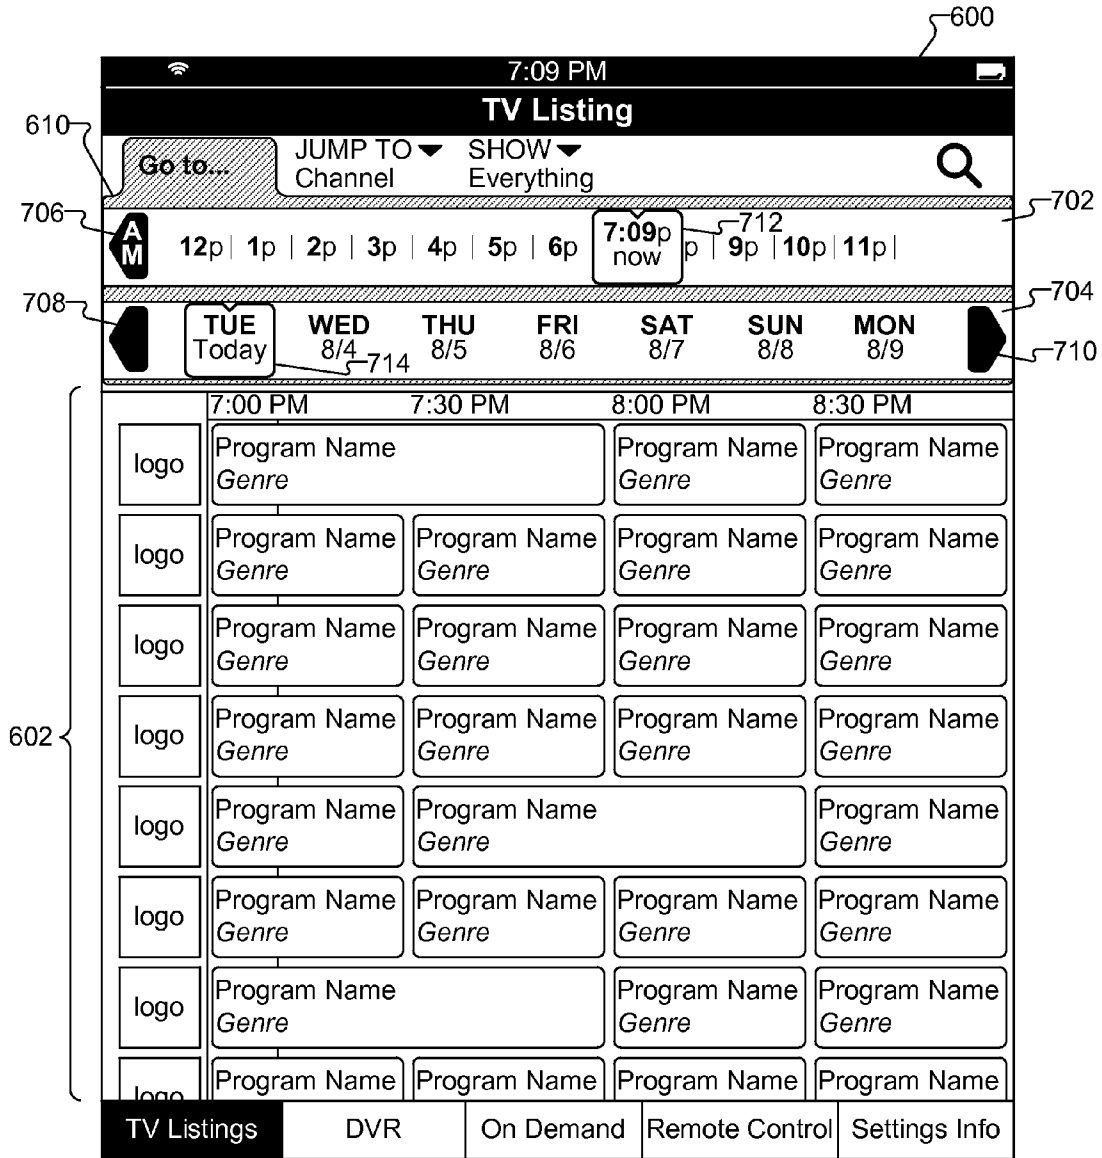 600
7:09 PM
TV Listing
610
Go to...
JUMP TO
Channel
SHOW
Everything
702
706
AM
12p | 1p | 2p | 3p | 4p | 5p | 6p
7:09p
now
712
p | 9p | 10p | 11p |
708
704
TUE
Today
WED
8/4
THU
8/5
FRI
8/6
SAT
8/7
SUN
8/8
MON
8/9
714
710
602
7:00 PM 7:30 PM 8:00 PM 8:30 PM
logo
Program Name Program Name Program Name
Genre Genre Genre
logo
Program Name Program Name Program Name Program Name
Genre Genre Genre Genre
logo
Program Name Program Name Program Name Program Name
Genre Genre Genre Genre
logo
Program Name Program Name Program Name Program Name
Genre Genre Genre Genre
logo
Program Name Program Name Program Name
Genre Genre Genre
logo
Program Name Program Name Program Name Program Name
Genre Genre Genre Genre
logo
Program Name Program Name Program Name
Genre Genre Genre
logo
Program Name Program Name Program Name Program Name
TV Listings DVR On Demand Remote Control Settings Info